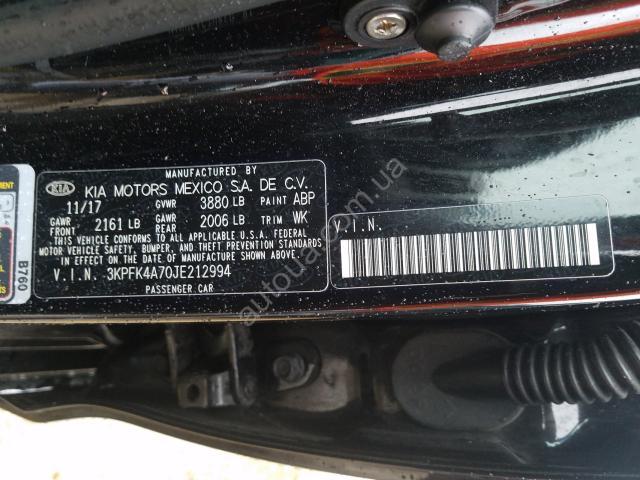 MANUFACTURED BY
KIA KIA MOTORS MEXICO S.A. DE C.V.
11/17 GVWR 3880 LB PAINT ABP
GAWR FRONT 2161 LB GAWR REAR 2006 LB TRIM WK
THIS VEHICLE CONFORMS TO ALL APPLICABLE U.S.A. FEDERAL
MOTOR VEHICLE SAFETY, BUMPER, AND THEFT PREVENTION STANDARDS
IN EFFECT ON THE DATE OF MANUFACTURE SHOWN ABOVE.
V.I.N. 3KPFK4A70JE212994
PASSENGER CAR
V.I.N.
B760
autoua.com.ua